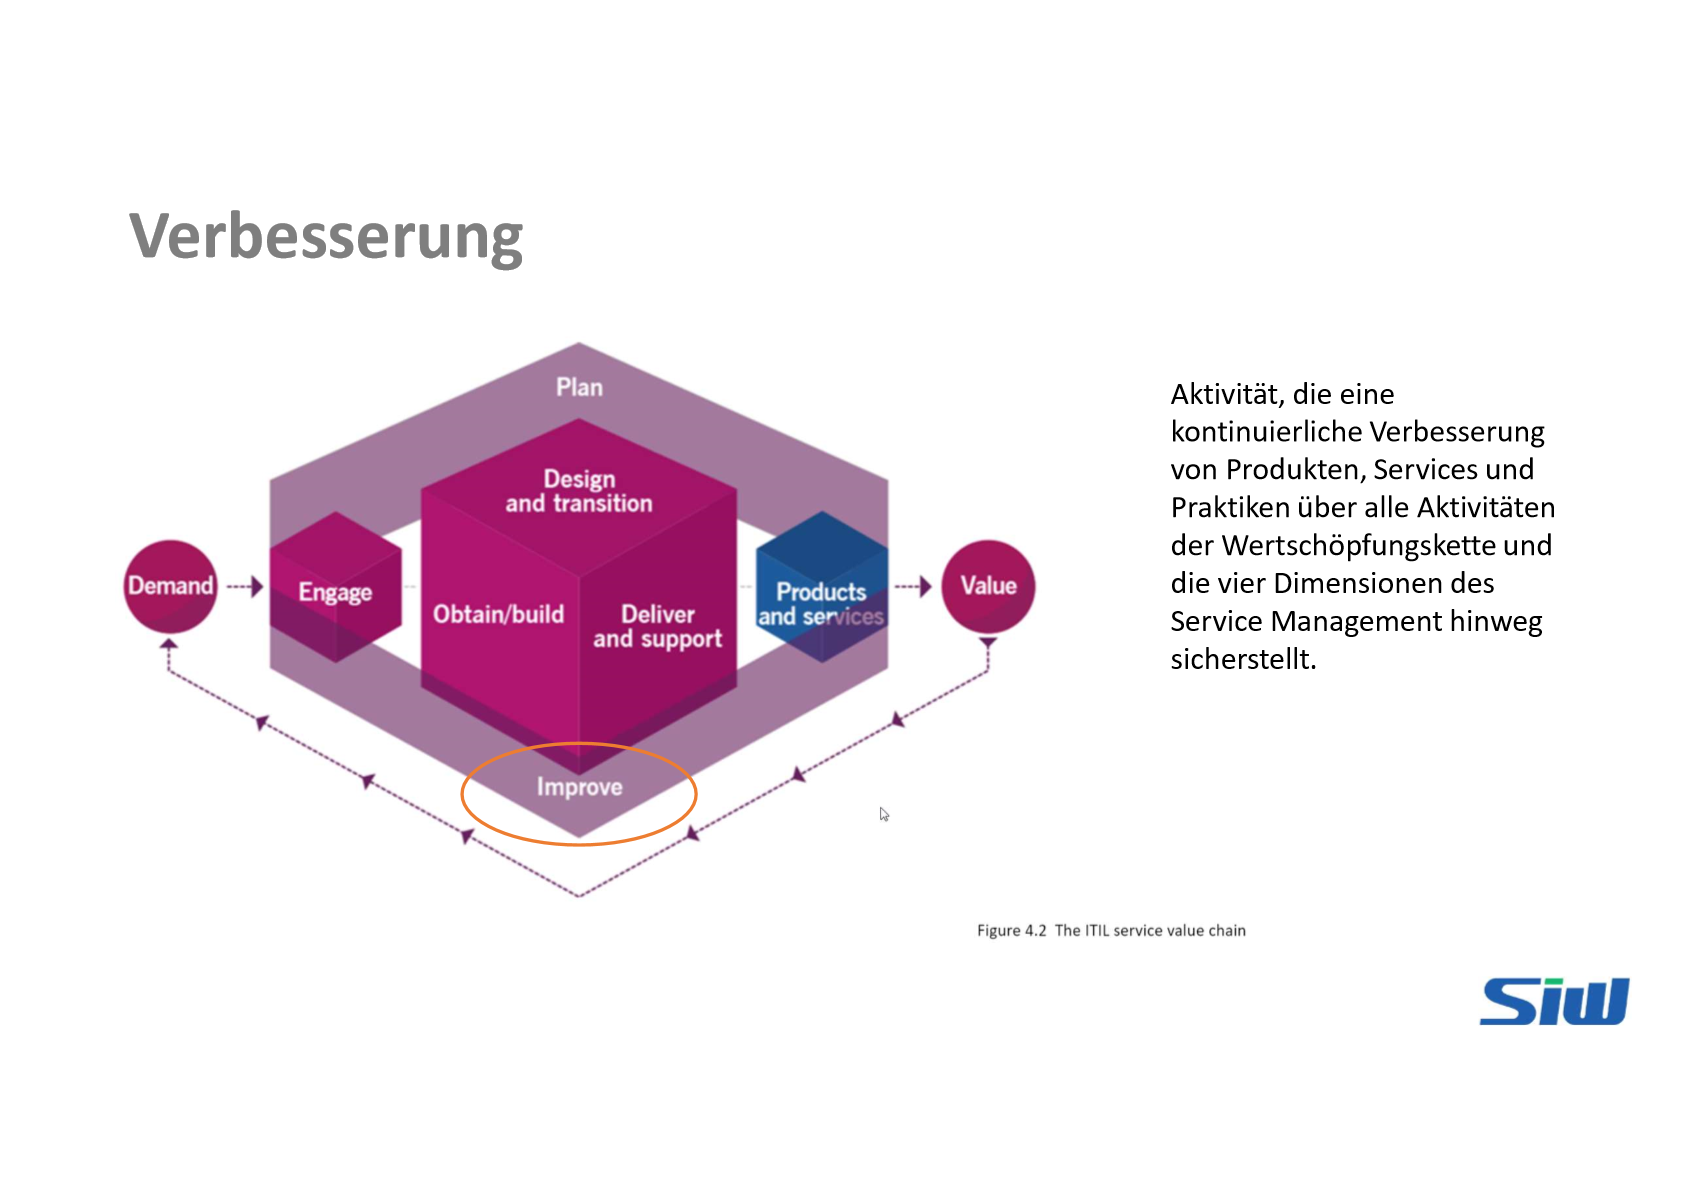 Verbesserung
Plan
Design
and transition
Demand
Engage
Obtain/build
Deliver
and support
Products
and services
Value
Improve
Aktivität, die eine
kontinuierliche Verbesserung
von Produkten, Services und
Praktiken über alle Aktivitäten
der Wertschöpfungskette und
die vier Dimensionen des
Service Management hinweg
sicherstellt.
Figure 4.2 The ITIL service value chain
SiW